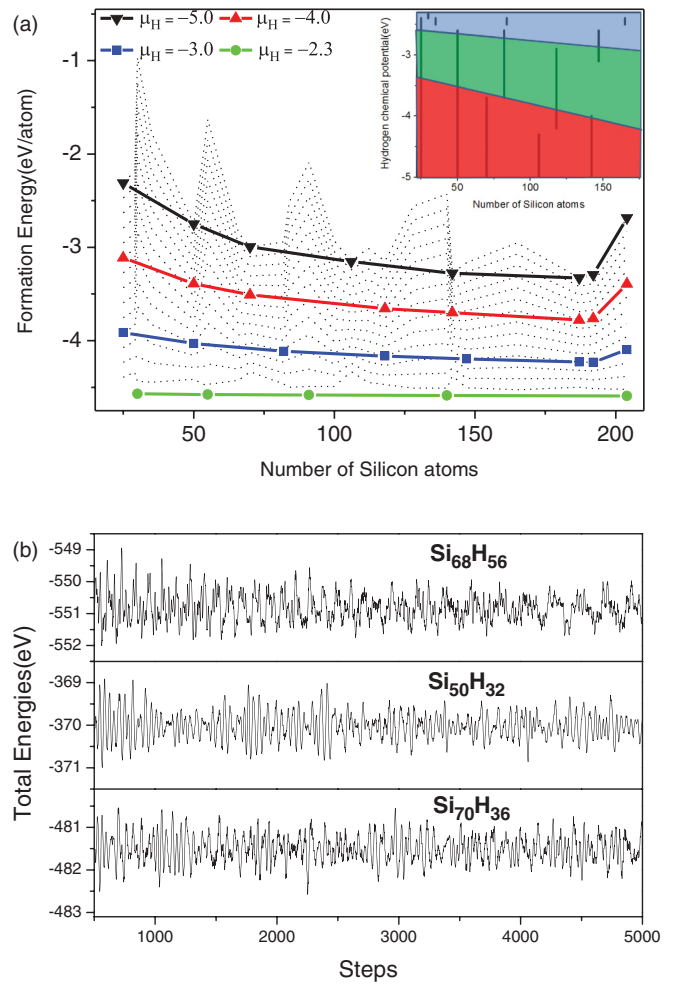 (a)
μH = −5.0
μH = −4.0
μH = −3.0
μH = −2.3
-1
-2
-3
-4
Formation Energy(eV/atom)
50
100
150
200
Number of Silicon atoms
Hydrogen chemical potential(eV)
-3
-4
-5
50
100
150
Number of Silicon atoms
(b)
Total Energies(eV)
-549
-550
-551
-552
Si68H56
-369
-370
-371
Si50H32
-481
-482
-483
Si70H36
1000
2000
3000
4000
5000
Steps